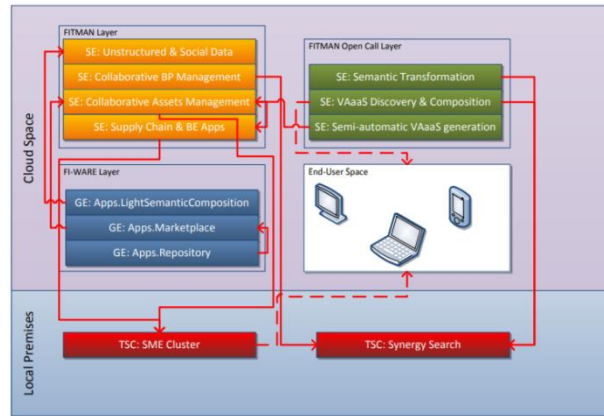 FITMAN Layer
SE: Unstructured & Social Data
SE: Collaborative BP Management
SE: Collaborative Assets Management
SE: Supply Chain & BE Apps
FITMAN Open Call Layer
SE: Semantic Transformation
SE: VAaaS Discovery & Composition
SE: Semi-automatic VAaaS generation
Cloud Space
FI-WARE Layer
GE: Apps.LightSemanticComposition
GE: Apps.Marketplace
GE: Apps.Repository
End-User Space
Local Premises
TSC: SME Cluster
TSC: Synergy Search